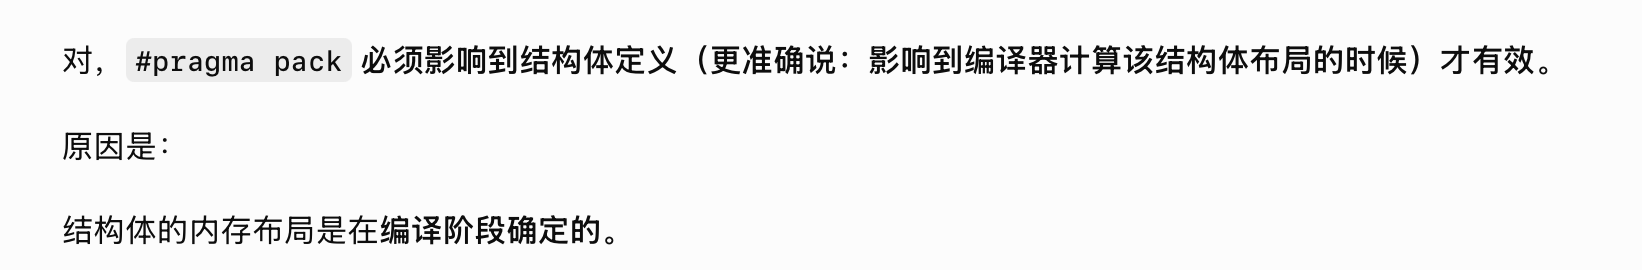 对，#pragma pack 必须影响到结构体定义（更准确说：影响到编译器计算该结构体布局的时候）才有效。
原因是：
结构体的内存布局是在编译阶段确定的。